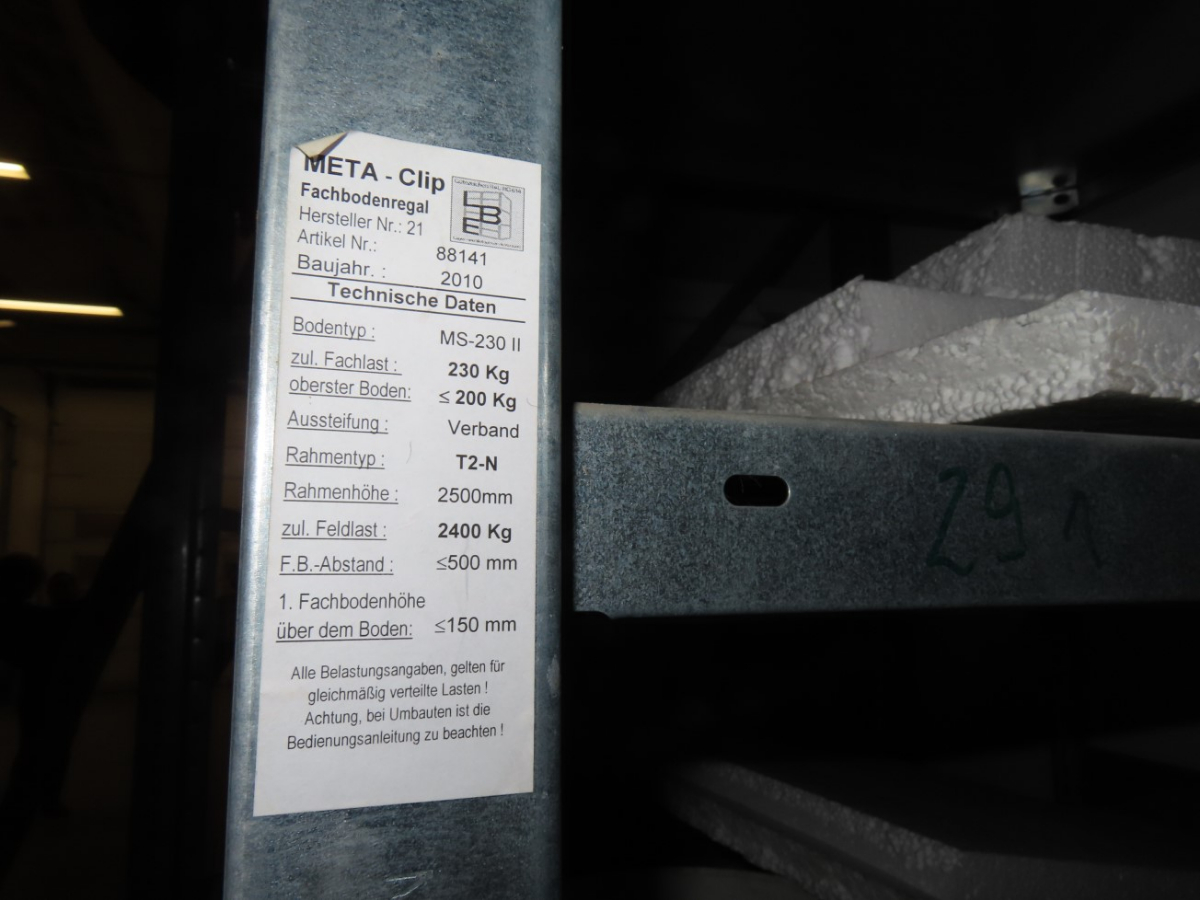 META - Clip
Fachbodenregal
LBE
Hersteller Nr.: 21
Artikel Nr.: 88141
Baujahr. : 2010
Technische Daten
Bodentyp : MS-230 II
zul. Fachlast : 230 Kg
oberster Boden: ≤ 200 Kg
Aussteifung : Verband
Rahmentyp : T2-N
Rahmenhöhe : 2500mm
zul. Feldlast : 2400 Kg
F.B.-Abstand : ≤500 mm
1. Fachbodenhöhe
über dem Boden: ≤150 mm
Alle Belastungsangaben, gelten für
gleichmäßig verteilte Lasten !
Achtung, bei Umbauten ist die
Bedienungsanleitung zu beachten !
29 1